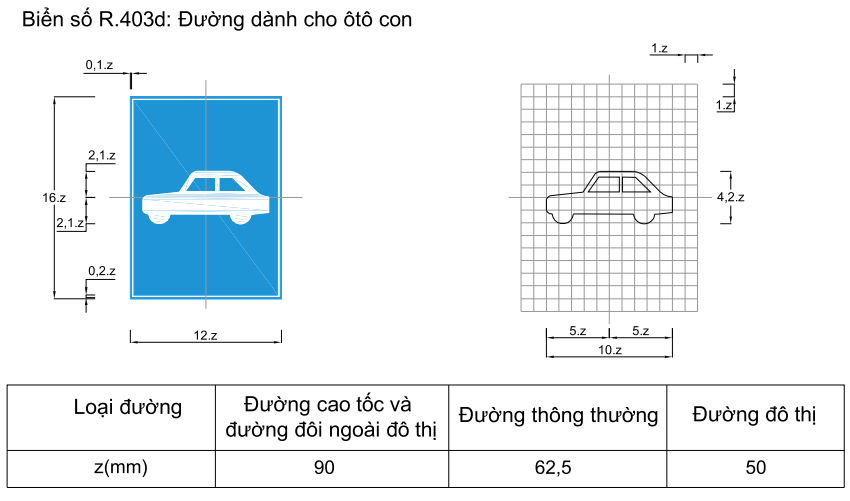 Biển số R.403d: Đường dành cho ôtô con
0,1.z
2,1.z
16.z
2,1.z
0,2.z
12.z
1.z
1.z
4,2.z
5.z 5.z
10.z
Loại đường Đường cao tốc và đường đôi ngoài đô thị Đường thông thường Đường đô thị
z(mm) 90 62,5 50